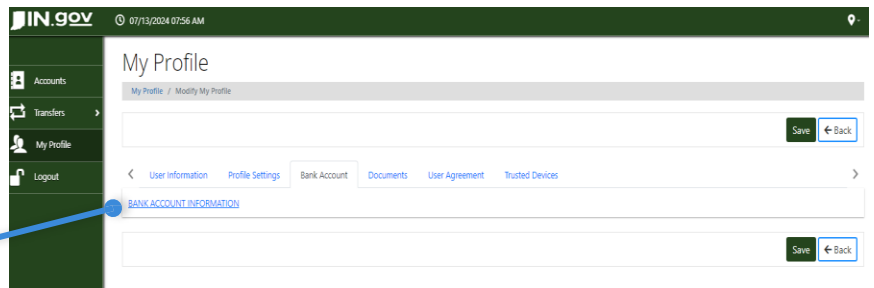 IN.gov
07/13/2024 07:56 AM
My Profile
My Profile / Modify My Profile
Accounts
Transfers
My Profile
Logout
Save Back
User Information Profile Settings Bank Account Documents User Agreement Trusted Devices
BANK ACCOUNT INFORMATION
Save Back